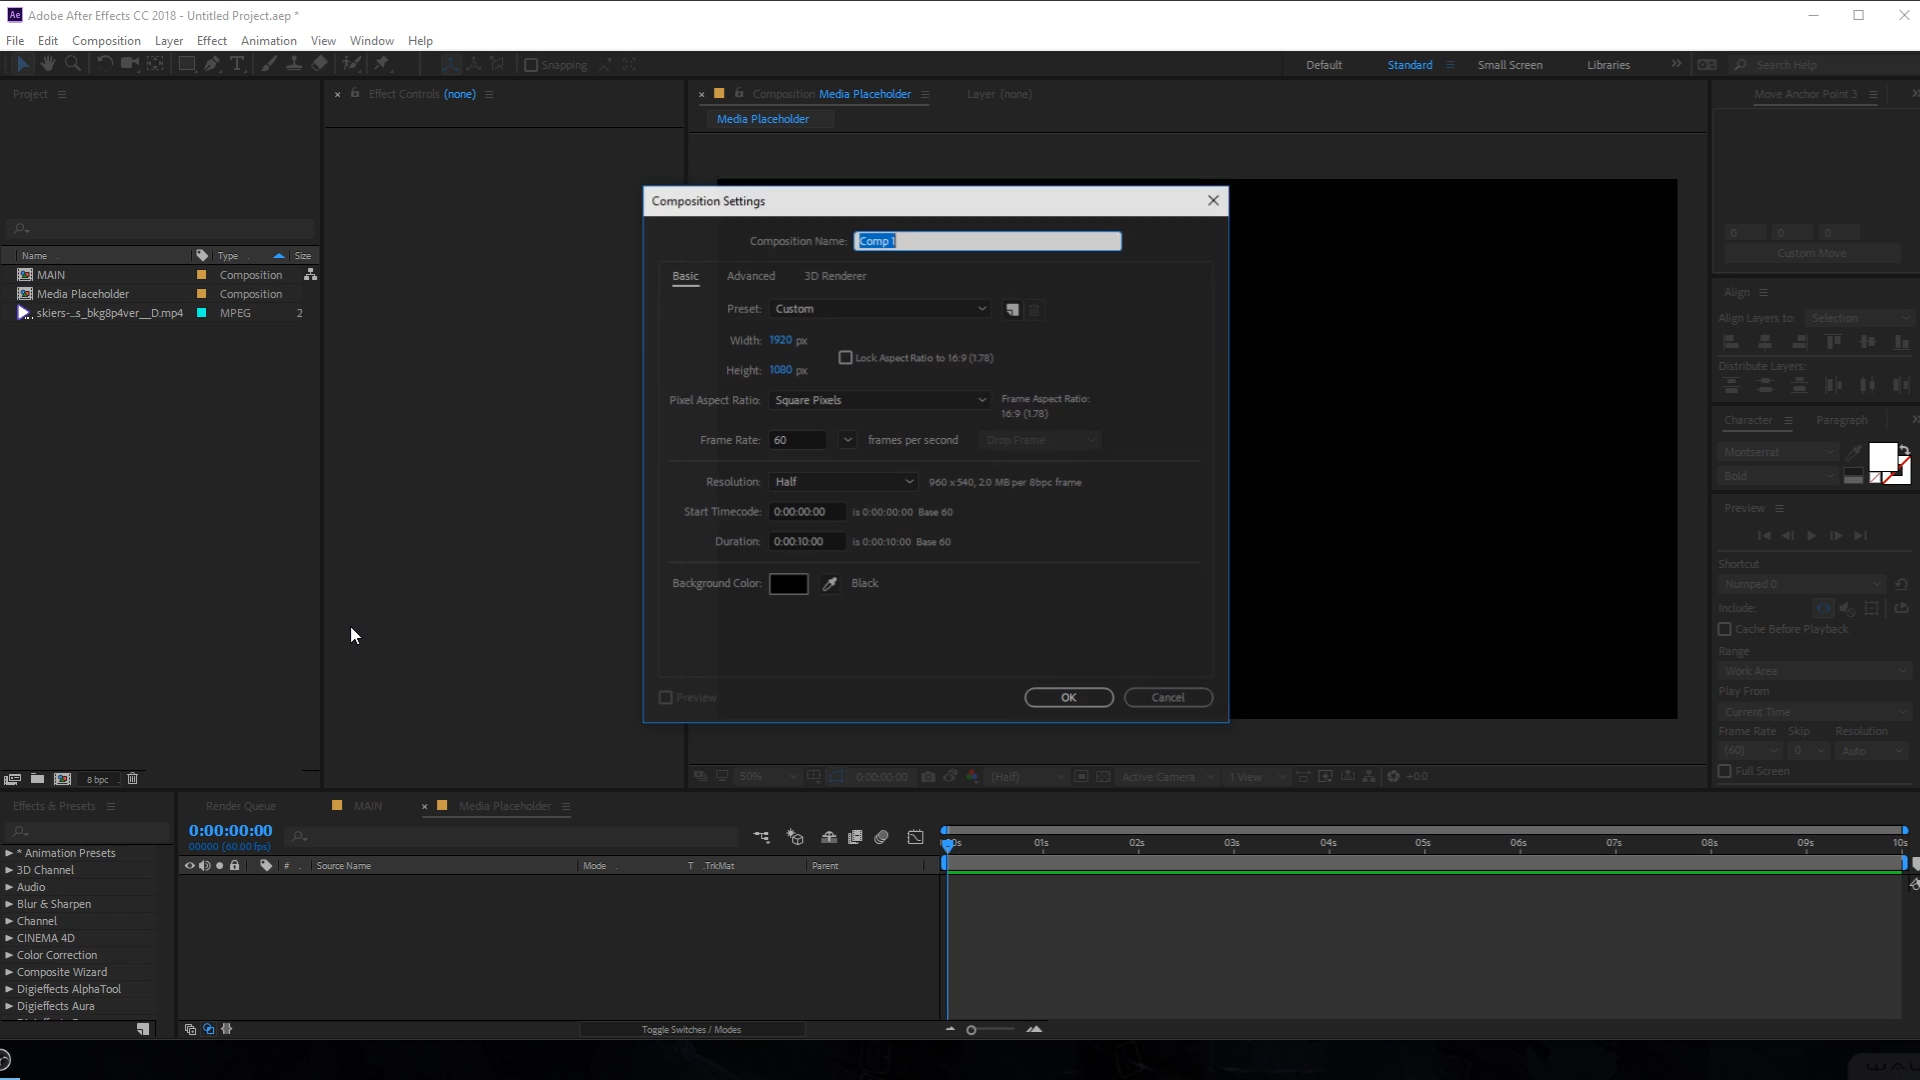 Ae Adobe After Effects CC 2018 - Untitled Project.aep *
File Edit Composition Layer Effect Animation View Window Help
Snapping Default Standard Small Screen Libraries Search Help
Project
Effect Controls (none)
Composition Media Placeholder Layer (none)
Media Placeholder
Name Type Size
MAIN Composition
Media Placeholder Composition
skiers-..s_bkg8p4ver__D.mp4 MPEG 2
8 bpc
Composition Settings
Composition Name: Comp 1
Basic Advanced 3D Renderer
Preset: Custom
Width: 1920 px
Lock Aspect Ratio to 16:9 (1.78)
Height: 1080 px
Pixel Aspect Ratio: Square Pixels Frame Aspect Ratio:
16:9 (1.78)
Frame Rate: 60 frames per second Drop Frame
Resolution: Half 960 x 540, 2.0 MB per 8bpc frame
Start Timecode: 0:00:00:00 is 0:00:00:00 Base 60
Duration: 0:00:10:00 is 0:00:10:00 Base 60
Background Color: Black
Preview OK Cancel
50% 0:00:00:00 (Half) Active Camera 1 View +0.0
Move Anchor Point 3
0 0 0
Custom Move
Align
Align Layers to: Selection
Distribute Layers:
Character Paragraph
Montserrat
Bold
Preview
Shortcut
Numpad 0
Include:
Cache Before Playback
Range
Work Area
Play From
Current Time
Frame Rate Skip Resolution
(60) 0 Auto
Full Screen
Effects & Presets
* Animation Presets
3D Channel
Audio
Blur & Sharpen
Channel
CINEMA 4D
Color Correction
Composite Wizard
Digieffects AlphaTool
Digieffects Aura
Render Queue MAIN Media Placeholder
0:00:00:00
00000 (60.00 fps)
# Source Name Mode T .TrkMat Parent
01s 02s 03s 04s 05s 06s 07s 08s 09s 10s
Toggle Switches / Modes